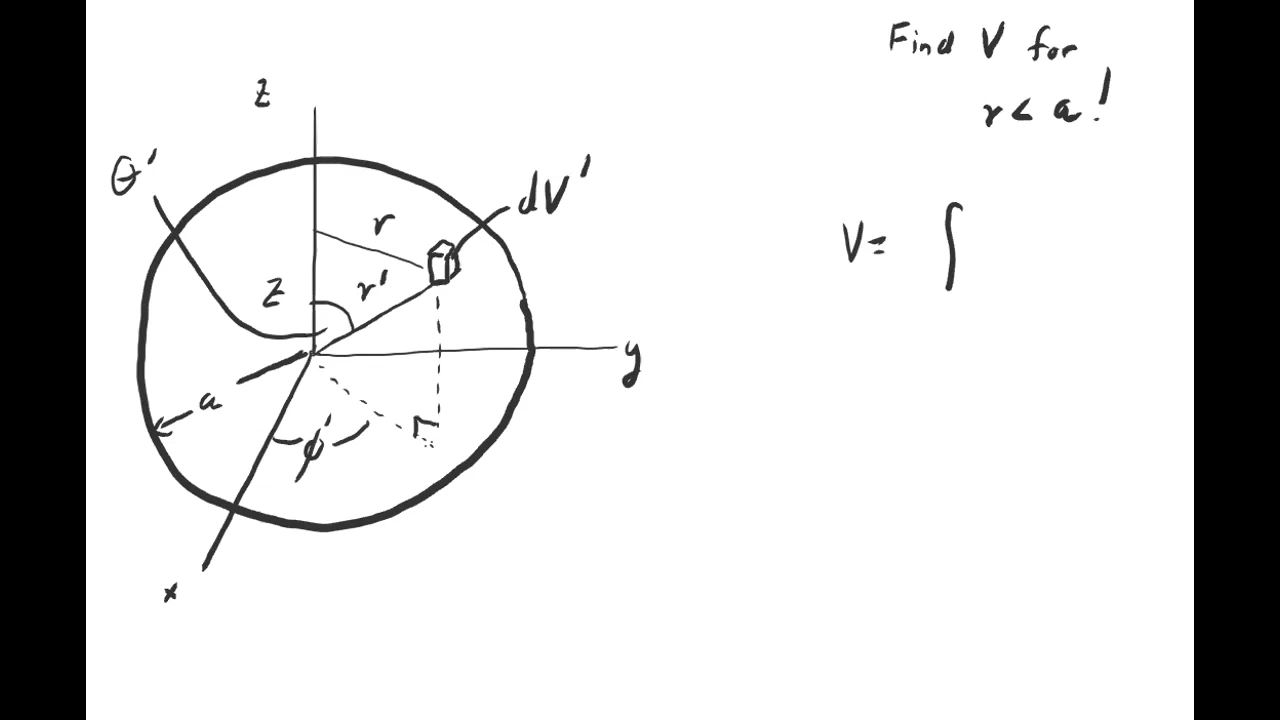 Find V for
r < a!
z
θ'
r
dV'
z
r'
V = ∫
y
a
φ'
x